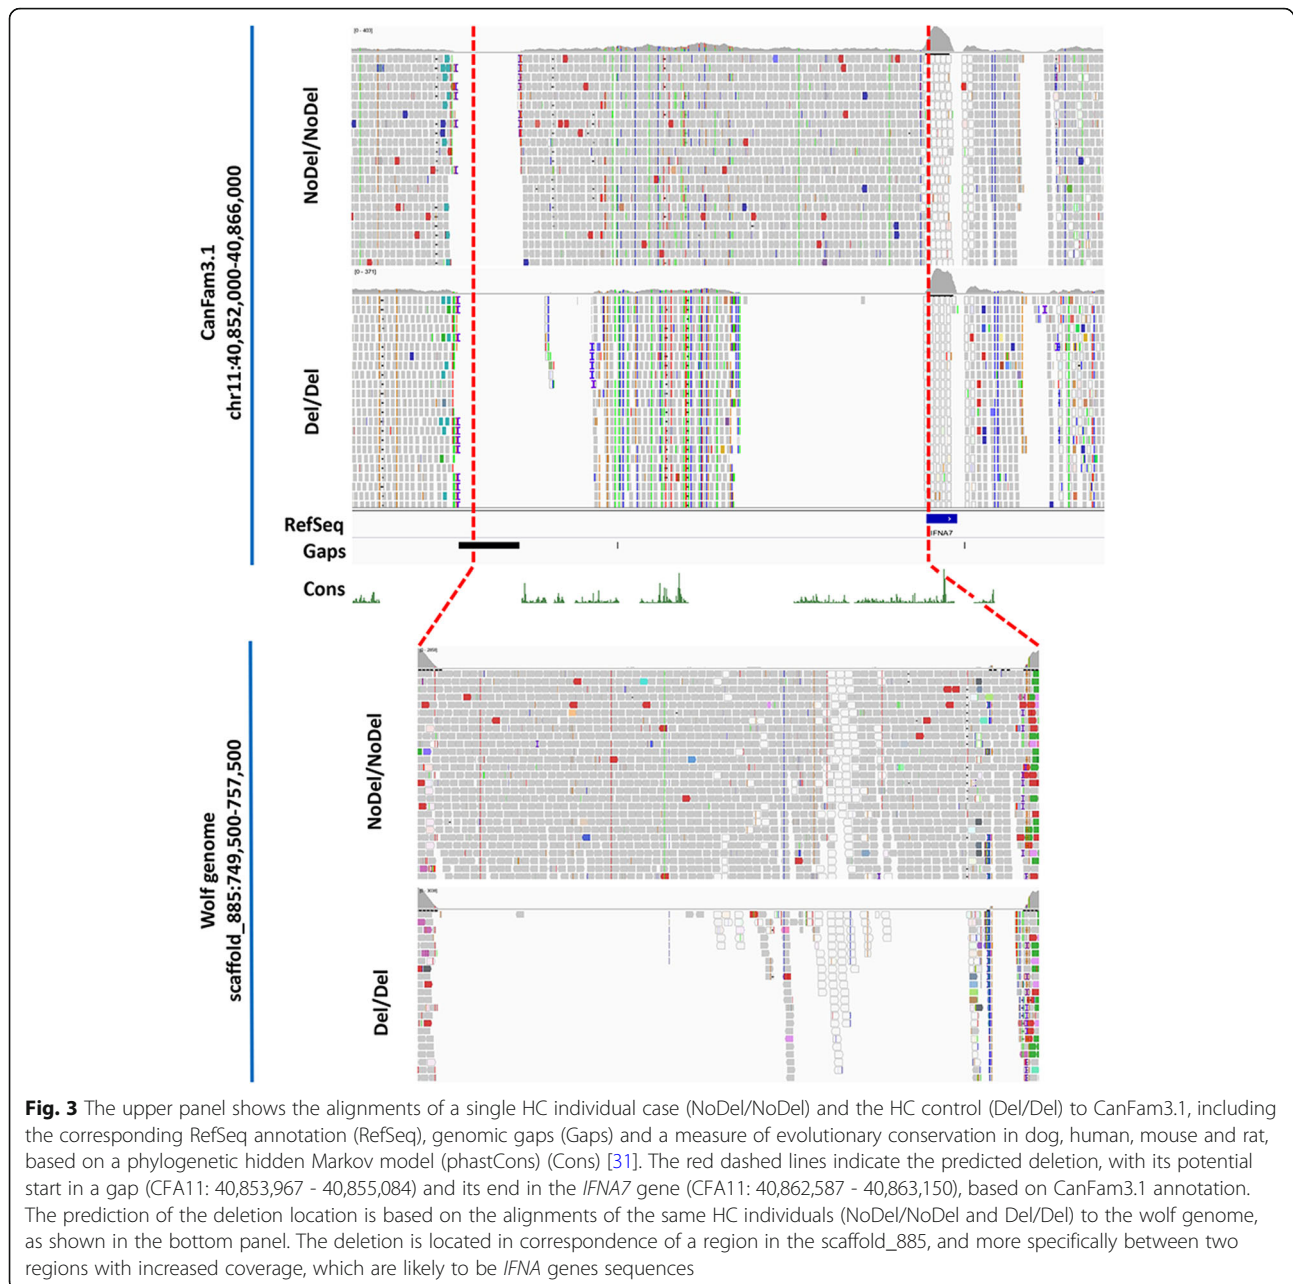 [0 - 403]
NoDel/NoDel
CanFam3.1
chr11:40,852,000-40,866,000
[0 - 371]
Del/Del
RefSeq
IFNA7
Gaps
Cons
NoDel/NoDel
Wolf genome
scaffold_885:749,500-757,500
Del/Del
Fig. 3 The upper panel shows the alignments of a single HC individual case (NoDel/NoDel) and the HC control (Del/Del) to CanFam3.1, including
the corresponding RefSeq annotation (RefSeq), genomic gaps (Gaps) and a measure of evolutionary conservation in dog, human, mouse and rat,
based on a phylogenetic hidden Markov model (phastCons) (Cons) [31]. The red dashed lines indicate the predicted deletion, with its potential
start in a gap (CFA11: 40,853,967 - 40,855,084) and its end in the IFNA7 gene (CFA11: 40,862,587 - 40,863,150), based on CanFam3.1 annotation.
The prediction of the deletion location is based on the alignments of the same HC individuals (NoDel/NoDel and Del/Del) to the wolf genome,
as shown in the bottom panel. The deletion is located in correspondence of a region in the scaffold_885, and more specifically between two
regions with increased coverage, which are likely to be IFNA genes sequences